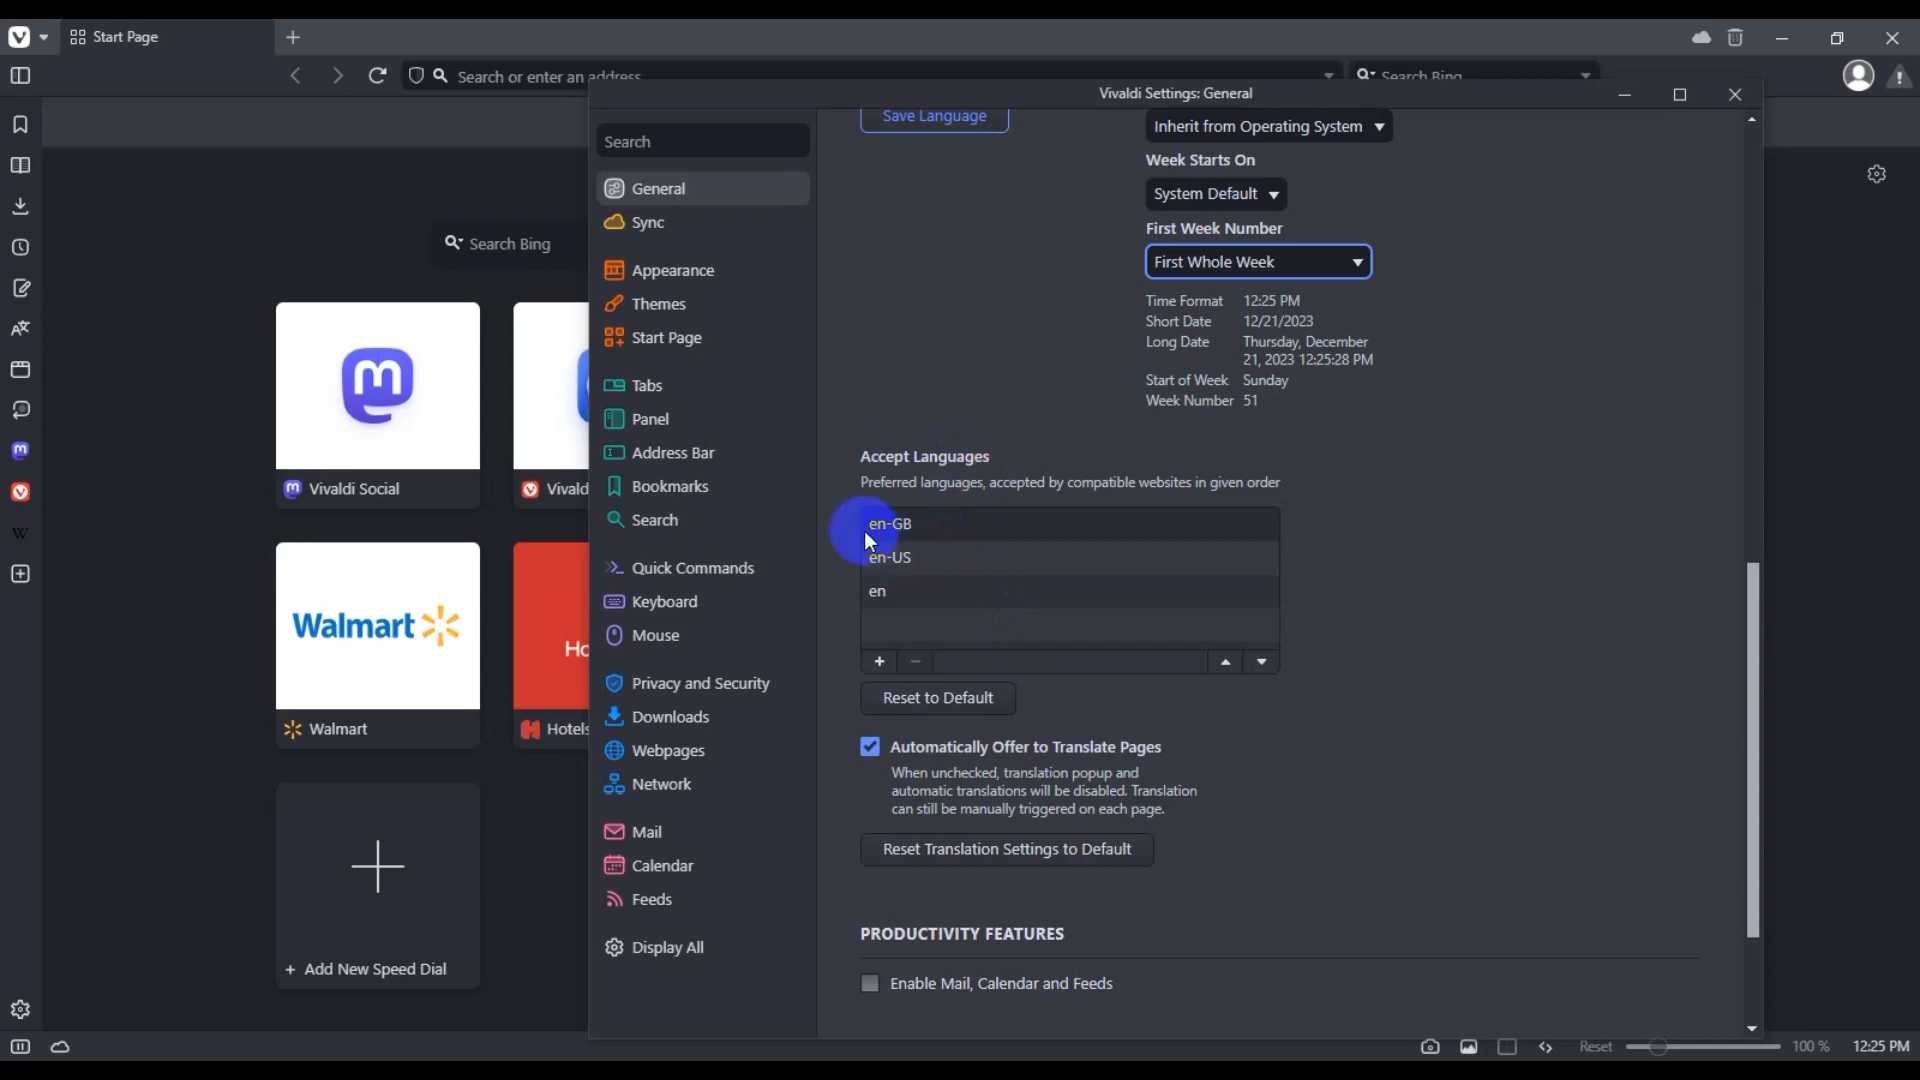 Start Page
Search or enter an address
Search Bing
Vivaldi Settings: General
Search
General
Sync
Appearance
Themes
Start Page
Tabs
Panel
Address Bar
Bookmarks
Search
Quick Commands
Keyboard
Mouse
Privacy and Security
Downloads
Webpages
Network
Mail
Calendar
Feeds
Display All
Save Language
Inherit from Operating System
Week Starts On
System Default
First Week Number
First Whole Week
Time Format 12:25 PM
Short Date 12/21/2023
Long Date Thursday, December
21, 2023 12:25:28 PM
Start of Week Sunday
Week Number 51
Accept Languages
Preferred languages, accepted by compatible websites in given order
en-GB
en-US
en
Reset to Default
Automatically Offer to Translate Pages
When unchecked, translation popup and
automatic translations will be disabled. Translation
can still be manually triggered on each page.
Reset Translation Settings to Default
PRODUCTIVITY FEATURES
Enable Mail, Calendar and Feeds
Search Bing
Vivaldi Social
Walmart
Walmart
+ Add New Speed Dial
Reset 100 % 12:25 PM